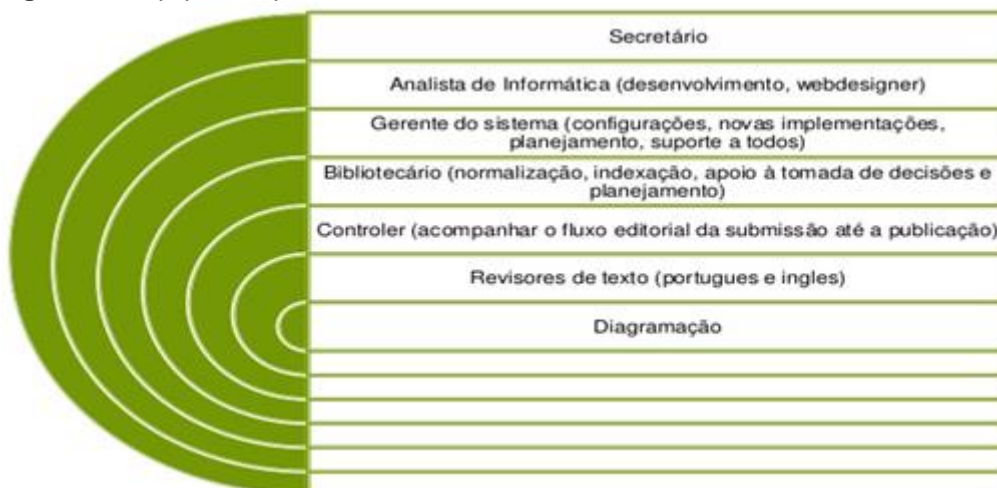 Secretário
Analista de Informática (desenvolvimento, webdesigner)
Gerente do sistema (configurações, novas implementações,
planejamento, suporte a todos)
Bibliotecário (normalização, indexação, apoio à tomada de decisões e
planejamento)
Controler (acompanhar o fluxo editorial da submissão até a publicação)
Revisores de texto (portugues e ingles)
Diagramação